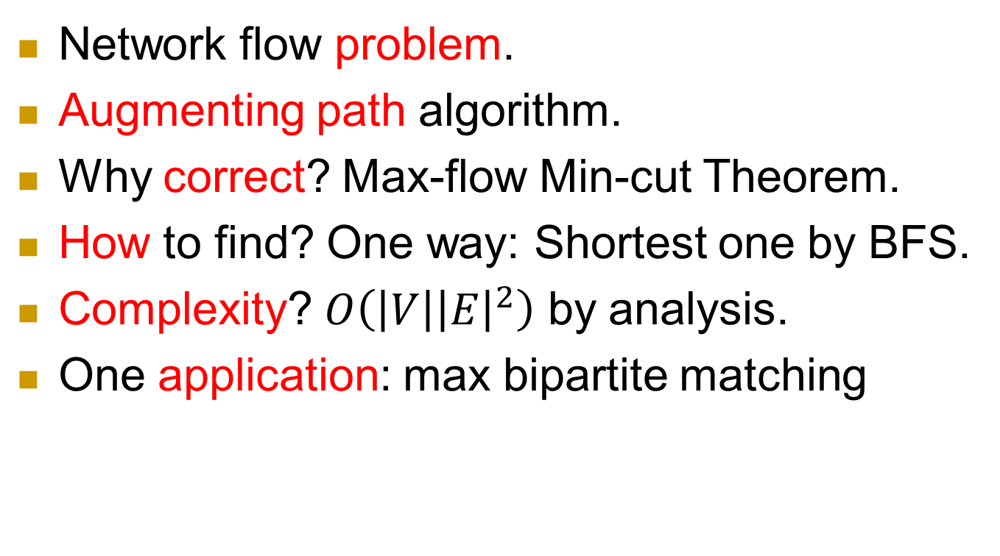 Network flow problem.
Augmenting path algorithm.
Why correct? Max-flow Min-cut Theorem.
How to find? One way: Shortest one by BFS.
Complexity? 𝑂(|𝑉||𝐸|²) by analysis.
One application: max bipartite matching